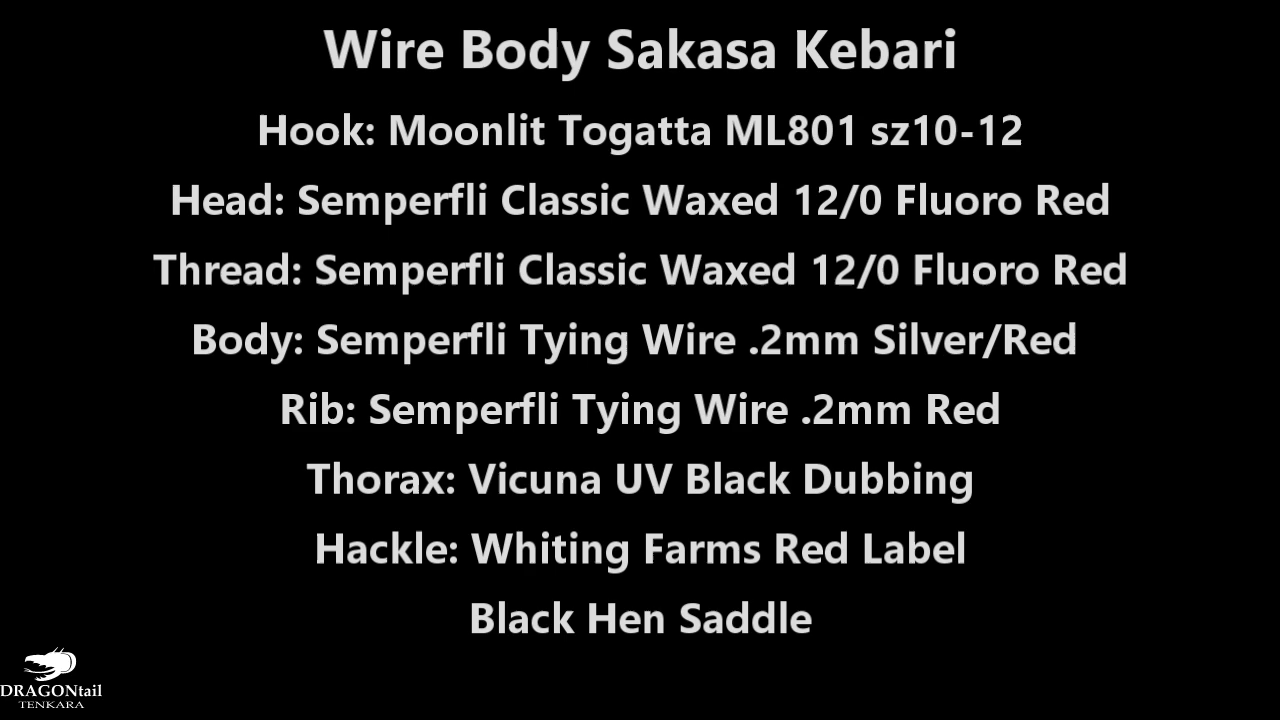 Wire Body Sakasa Kebari
Hook: Moonlit Togatta ML801 sz10-12
Head: Semperfli Classic Waxed 12/0 Fluoro Red
Thread: Semperfli Classic Waxed 12/0 Fluoro Red
Body: Semperfli Tying Wire .2mm Silver/Red
Rib: Semperfli Tying Wire .2mm Red
Thorax: Vicuna UV Black Dubbing
Hackle: Whiting Farms Red Label
Black Hen Saddle
DRAGONtail
TENKARA